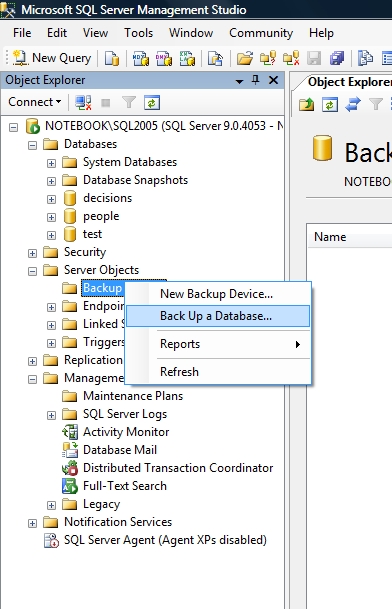 Microsoft SQL Server Management Studio
File Edit View Tools Window Community Help
New Query
Object Explorer
Object Explorer
Connect
NOTEBOOK\SQL2005 (SQL Server 9.0.4053 - N
Databases
System Databases
Database Snapshots
decisions
people
test
Security
Server Objects
Backup
Endpoin
Linked S
Triggers
Replication
Managemen
Maintenance Plans
SQL Server Logs
Activity Monitor
Database Mail
Distributed Transaction Coordinator
Full-Text Search
Legacy
Notification Services
SQL Server Agent (Agent XPs disabled)
New Backup Device...
Back Up a Database...
Reports
Refresh
Back
NOTEBO
Name